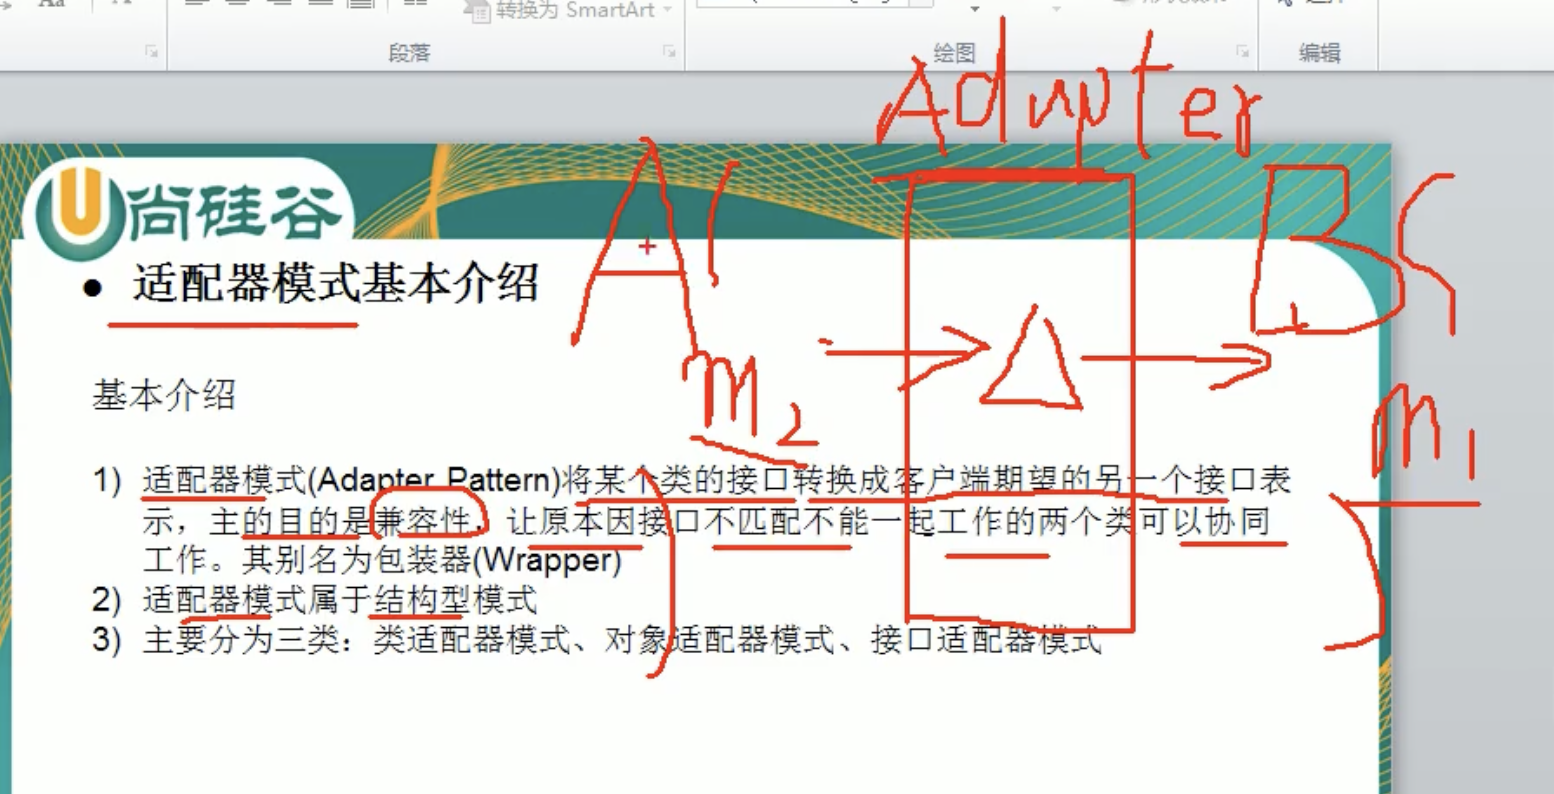 转换为 SmartArt
段落
绘图
编辑
Adapter
尚硅谷
A
B
适配器模式基本介绍
m2
m1
基本介绍
1) 适配器模式(Adapter Pattern)将某个类的接口转换成客户端期望的另一个接口表
示，主的目的是兼容性，让原本因接口不匹配不能一起工作的两个类可以协同
工作。其别名为包装器(Wrapper)
2) 适配器模式属于结构型模式
3) 主要分为三类：类适配器模式、对象适配器模式、接口适配器模式